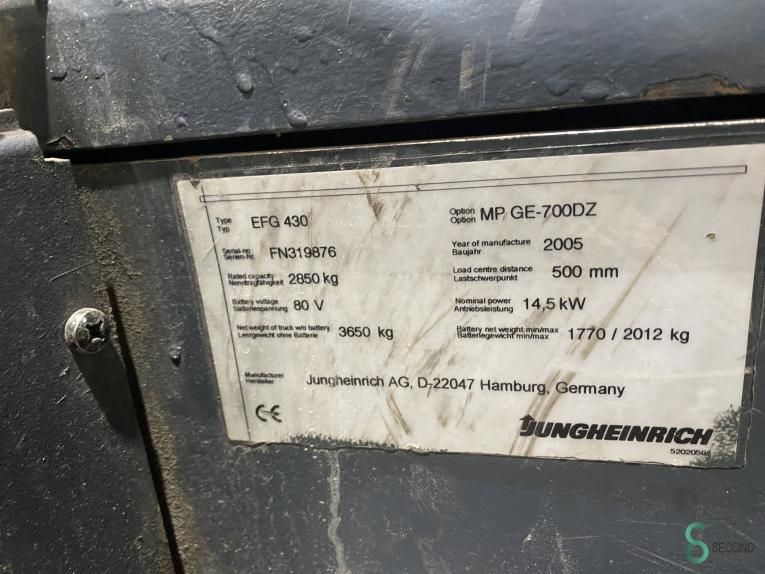 Type
Typ
EFG 430
Option
Option
MP GE-700DZ
Serial-no
Serien-Nr.
FN319876
Year of manufacture
Baujahr
2005
Rated capacity
Nenntragfähigkeit
2850 kg
Load centre distance
Lastschwerpunkt
500 mm
Battery voltage
Batteriespannung
80 V
Nominal power
Antriebsleistung
14,5 kW
Net weight of truck w/o battery
Leergewicht ohne Batterie
3650 kg
Battery net weight min/max
Batteriegewicht min/max
1770 / 2012 kg
Manufacturer
Hersteller
Jungheinrich AG, D-22047 Hamburg, Germany
CE
JUNGHEINRICH
SECOND